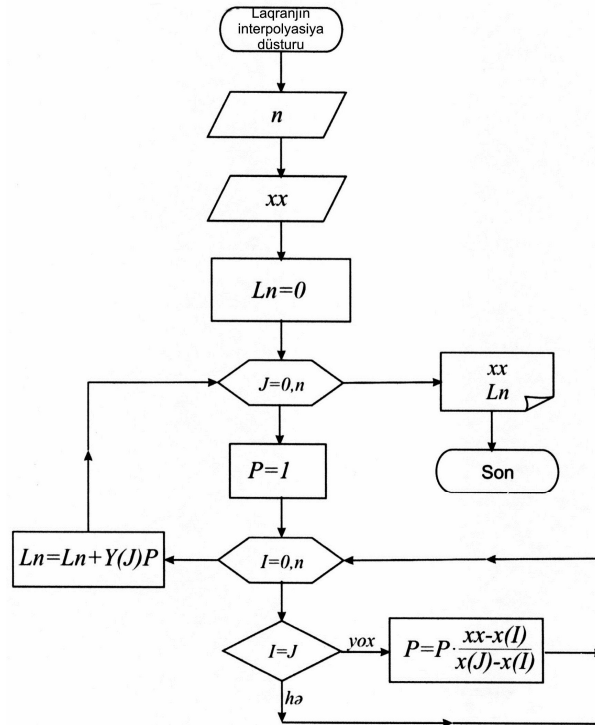 Laqranjın
interpolyasiya
düsturu
n
xx
Ln=0
J=0,n
xx
Ln
P=1
Son
Ln=Ln+Y(J)P
I=0,n
I=J
yox
P=P·xx-x(I)/x(J)-x(I)
hə